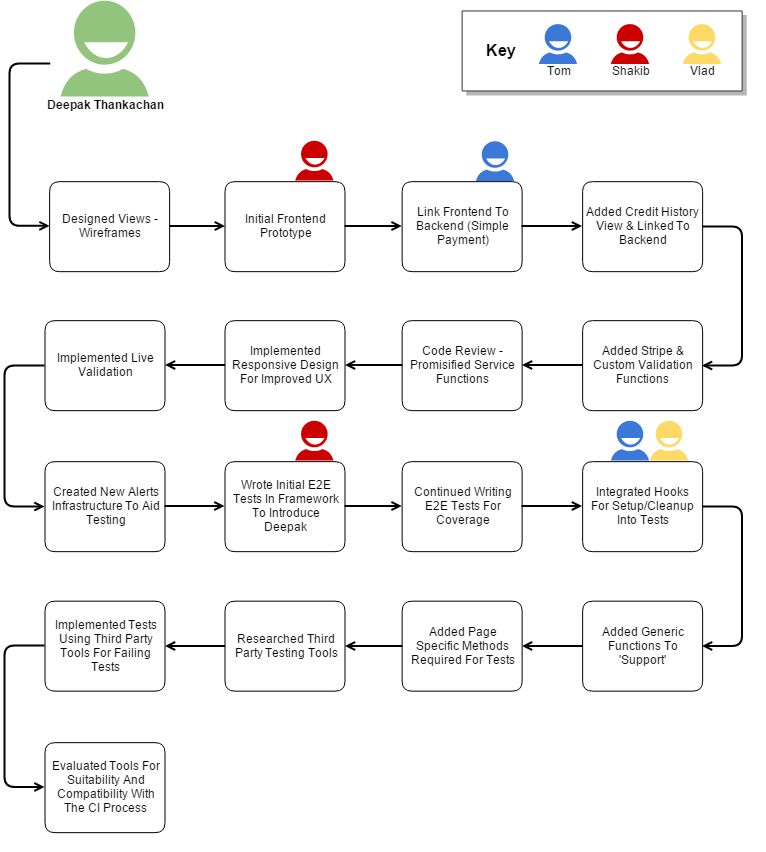 Key
Tom
Shakib
Vlad
Deepak Thankachan
Designed Views -
Wireframes
Initial Frontend
Prototype
Link Frontend To
Backend (Simple
Payment)
Added Credit History
View & Linked To
Backend
Implemented Live
Validation
Implemented
Responsive Design
For Improved UX
Code Review -
Promisified Service
Functions
Added Stripe &
Custom Validation
Functions
Created New Alerts
Infrastructure To Aid
Testing
Wrote Initial E2E
Tests In Framework
To Introduce
Deepak
Continued Writing
E2E Tests For
Coverage
Integrated Hooks
For Setup/Cleanup
Into Tests
Implemented Tests
Using Third Party
Tools For Failing
Tests
Researched Third
Party Testing Tools
Added Page
Specific Methods
Required For Tests
Added Generic
Functions To
'Support'
Evaluated Tools For
Suitability And
Compatibility With
The CI Process